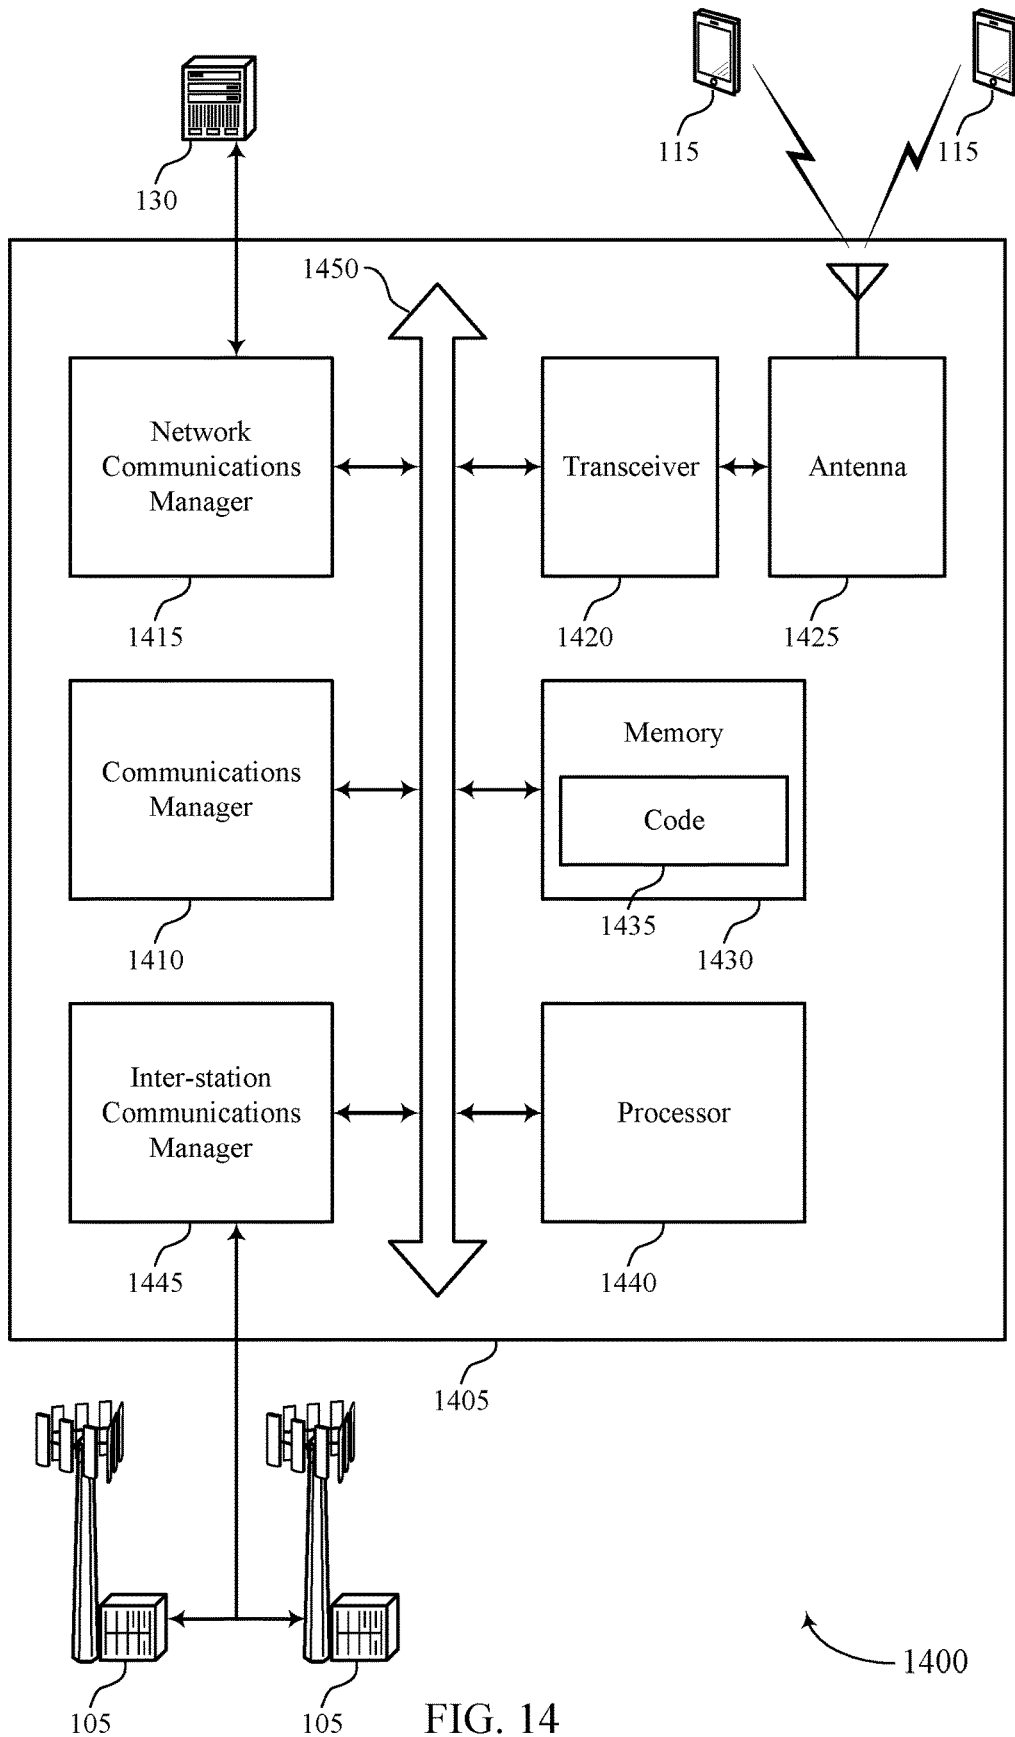 115
115
130
1450
Network
Communications
Manager
Transceiver
Antenna
1415
1420
1425
Communications
Manager
Memory
Code
1435
1410
1430
Inter-station
Communications
Manager
Processor
1445
1440
1405
1400
105
105
FIG. 14